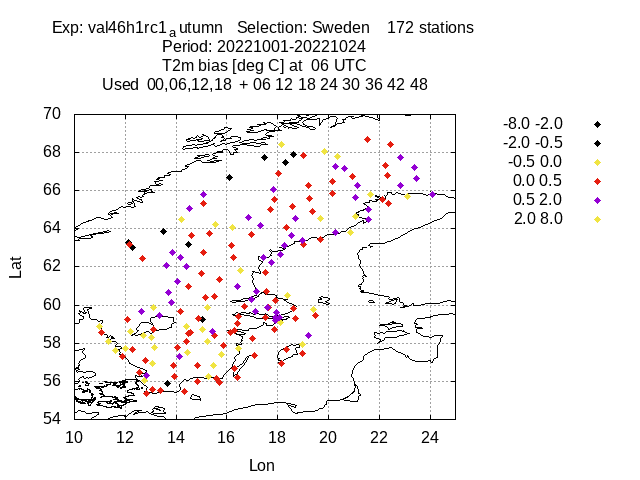 Exp: val46h1rc1_autumn Selection: Sweden 172 stations
Period: 20221001-20221024
T2m bias [deg C] at 06 UTC
Used 00,06,12,18 + 06 12 18 24 30 36 42 48
-8.0 -2.0
-2.0 -0.5
-0.5 0.0
0.0 0.5
0.5 2.0
2.0 8.0
Lat
70
68
66
64
62
60
58
56
54
10 12 14 16 18 20 22 24
Lon